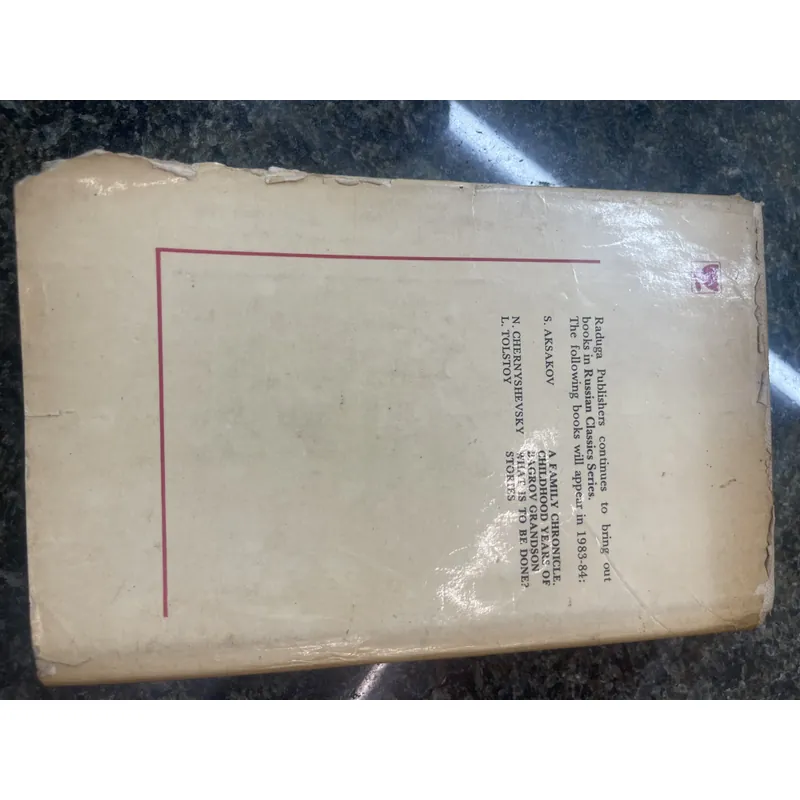 Raduga Publishers continues to bring out
books in Russian Classics Series.
The following books will appear in 1983-84:
S. AKSAKOV A FAMILY CHRONICLE.
CHILDHOOD YEARS OF
BAGROV GRANDSON
N. CHERNYSHEVSKY WHAT IS TO BE DONE?
L. TOLSTOY STORIES